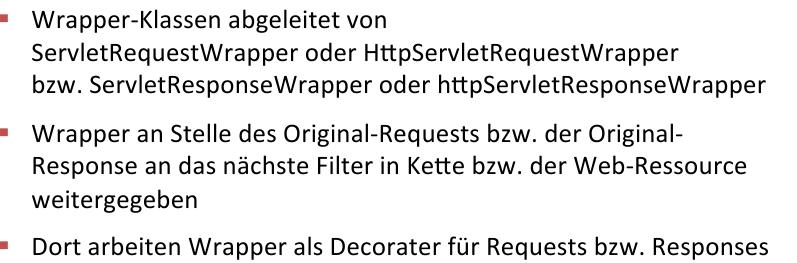 Wrapper-Klassen abgeleitet von
ServletRequestWrapper oder HttpServletRequestWrapper
bzw. ServletResponseWrapper oder httpServletResponseWrapper
Wrapper an Stelle des Original-Requests bzw. der Original-
Response an das nächste Filter in Kette bzw. der Web-Ressource
weitergegeben
Dort arbeiten Wrapper als Decorater für Requests bzw. Responses